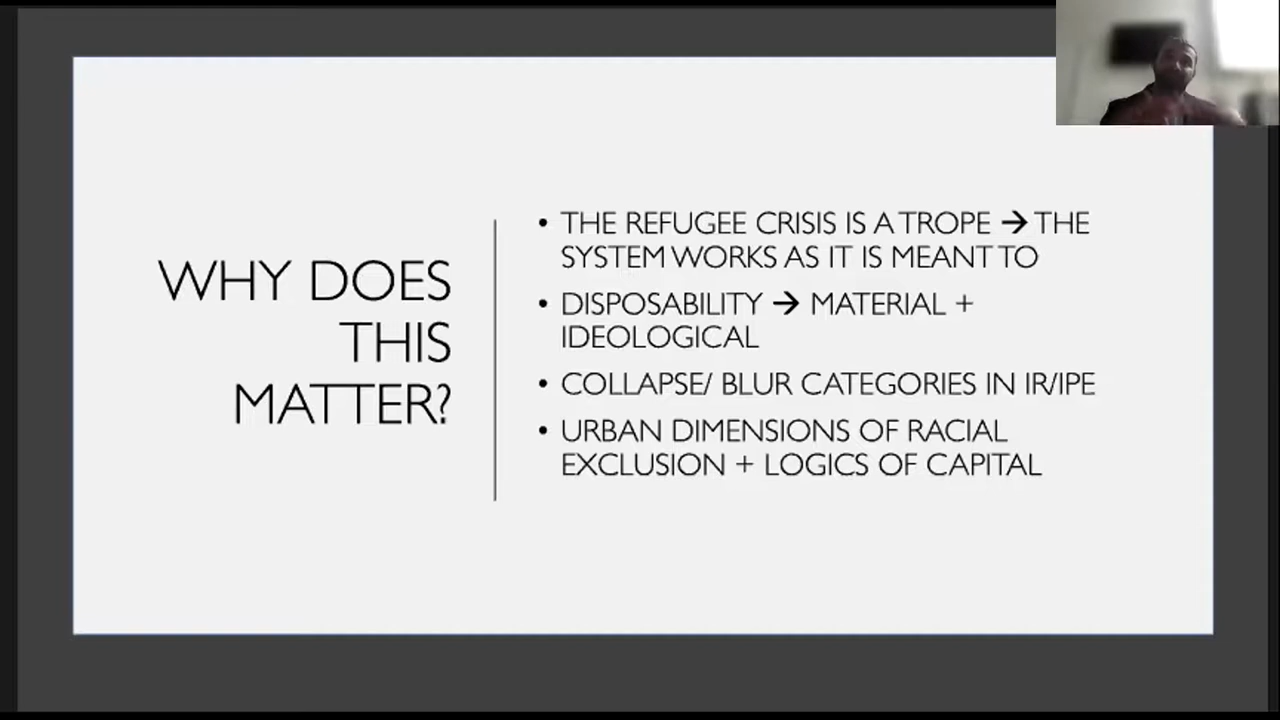 WHY DOES
THIS
MATTER?
• THE REFUGEE CRISIS IS A TROPE → THE
SYSTEM WORKS AS IT IS MEANT TO
• DISPOSABILITY → MATERIAL +
IDEOLOGICAL
• COLLAPSE/ BLUR CATEGORIES IN IR/IPE
• URBAN DIMENSIONS OF RACIAL
EXCLUSION + LOGICS OF CAPITAL